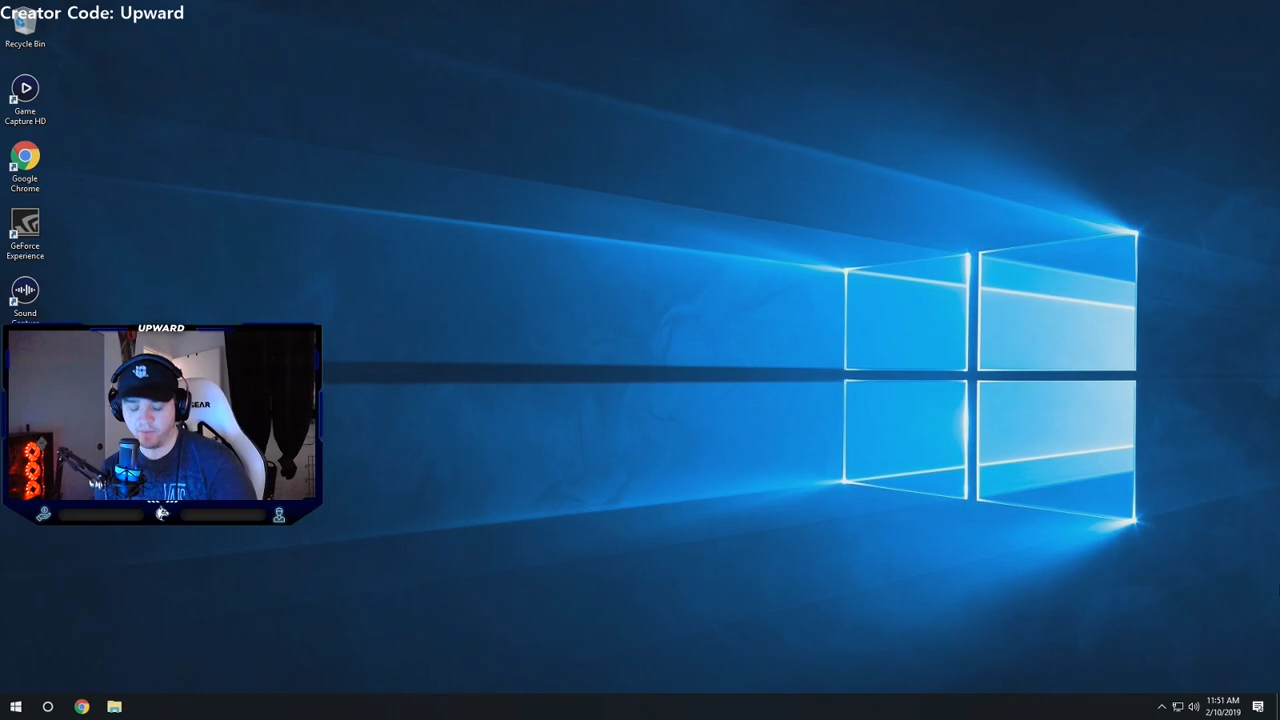 Creator Code: Upward
Recycle Bin
Game
Capture HD
Google
Chrome
GeForce
Experience
Sound
UPWARD
GEAR
11:51 AM
2/10/2019